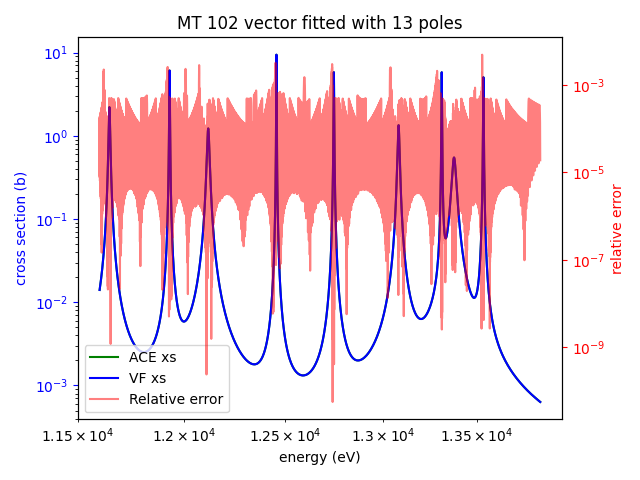 MT 102 vector fitted with 13 poles
10¹
10⁰
10⁻¹
10⁻²
10⁻³
cross section (b)
10⁻³
10⁻⁵
10⁻⁷
10⁻⁹
relative error
ACE xs
VF xs
Relative error
1.15 × 10⁴ 1.2 × 10⁴ 1.25 × 10⁴ 1.3 × 10⁴ 1.35 × 10⁴
energy (eV)